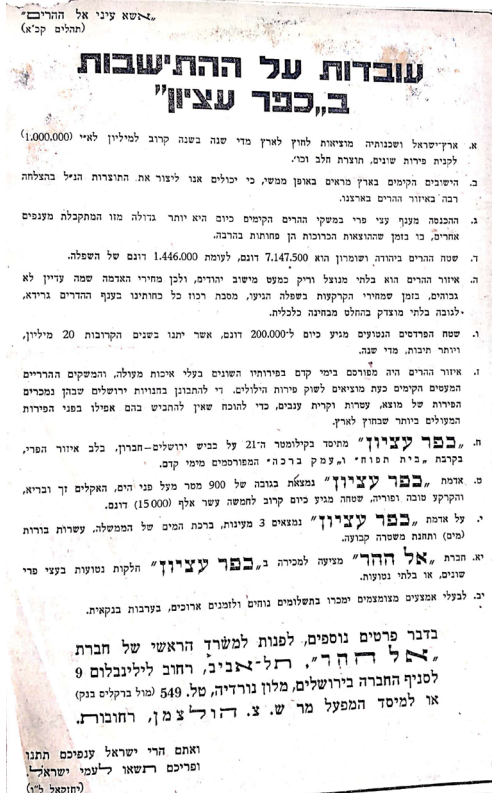 „אשא עיני אל ההרים"
(תהלים קכ"א)
עובדות על ההתישבות
ב„כפר עציון"
א. ארץ־ישראל ושכנותיה מוציאות לחוץ לארץ מדי שנה בשנה קרוב למיליון לא"י (1.000.000)
לקנית פירות שונים, תוצרת חלב וכו'.
ב. הישובים הקימים בארץ מראים באופן ממשי, כי יכולים אנו ליצור את התוצרות הנ"ל בהצלחה
רבה באיזור ההרים בארצנו.
ג. ההכנסה מענף עצי פרי במשקי ההרים הקימים כיום היא יותר גדולה מזו המתקבלת מענפים
אחרים, בו בזמן שההוצאות הכרוכות הן פחותות בהרבה.
ד. שטח ההרים ביהודה ושומרון הוא 7.147.500 דונם, לעומת 1.446.000 דונם של השפלה.
ה. איזור ההרים הוא בלתי מנוצל וריק כמעט מישוב יהודים, ולכן מחירי האדמה שמה עדיין לא
גבוהים, בזמן שמחירי הקרקעות בשפלה הגיעו, מסבת רכוז כל כחותינו בענף ההדרים גרידא,
לגובה בלתי מוצדק בהחלט מבחינה כלכלית.
ו. שטח הפרדסים הנטועים מגיע כיום ל־200.000 דונם, אשר יתנו בשנים הקרובות 20 מיליון,
ויותר תיבות, מדי שנה.
ז. איזור ההרים היה מפורסם בימי קדם בפירותיו השונים בעלי איכות מעולה, והמשקים ההרריים
המעטים הקימים כעת מוציאים לשוק פירות הילולים. די להתבונן בחנויות ירושלים שבהן נמכרים
הפירות של מוצא, עטרות וקרית ענבים, כדי להוכח שאין להתביש בהם אפילו בפני הפירות
המעולים ביותר שבחוץ לארץ.
ח. „כפר עציון" מתיסד בקילומטר ה־21 על כביש ירושלים–חברון, בלב איזור הפרי,
בקרבת „בית תפוח" ו„עמק ברכה" המפורסמים מימי קדם.
ט. אדמת „כפר עציון" נמצאת בגובה של 900 מטר מעל פני הים, האקלים זך ובריא,
והקרקע טובה ופוריה, שטחה מגיע כיום קרוב לחמשה עשר אלף (15000) דונם.
י. על אדמת „כפר עציון" נמצאים 3 מעינות, ברכת המים של הממשלה, עשרות בורות
(מים) ותחנת משטרה קבועה.
יא. חברת „אל ההר" מציעה למכירה ב„כפר עציון" חלקות נטועות בעצי פרי
שונים, או בלתי נטועות.
יב. לבעלי אמצעים מצומצמים ימכרו בתשלומים נוחים ולזמנים ארוכים, בערבות בנקאית.
בדבר פרטים נוספים, לפנות למשרד הראשי של חברת
„אל ההר". תל־אביב, רחוב לילינבלום 9
לסניף החברה בירושלים, מלון נורדיה, טל. 549 (מול ברקלים בנק)
או למיסד המפעל מר ש. צ. הולצמן, רחובות.
ואתם הרי ישראל ענפיכם תתנו
ופריכם תשאו לעמי ישראל.
(יחזקאל ל"ו)